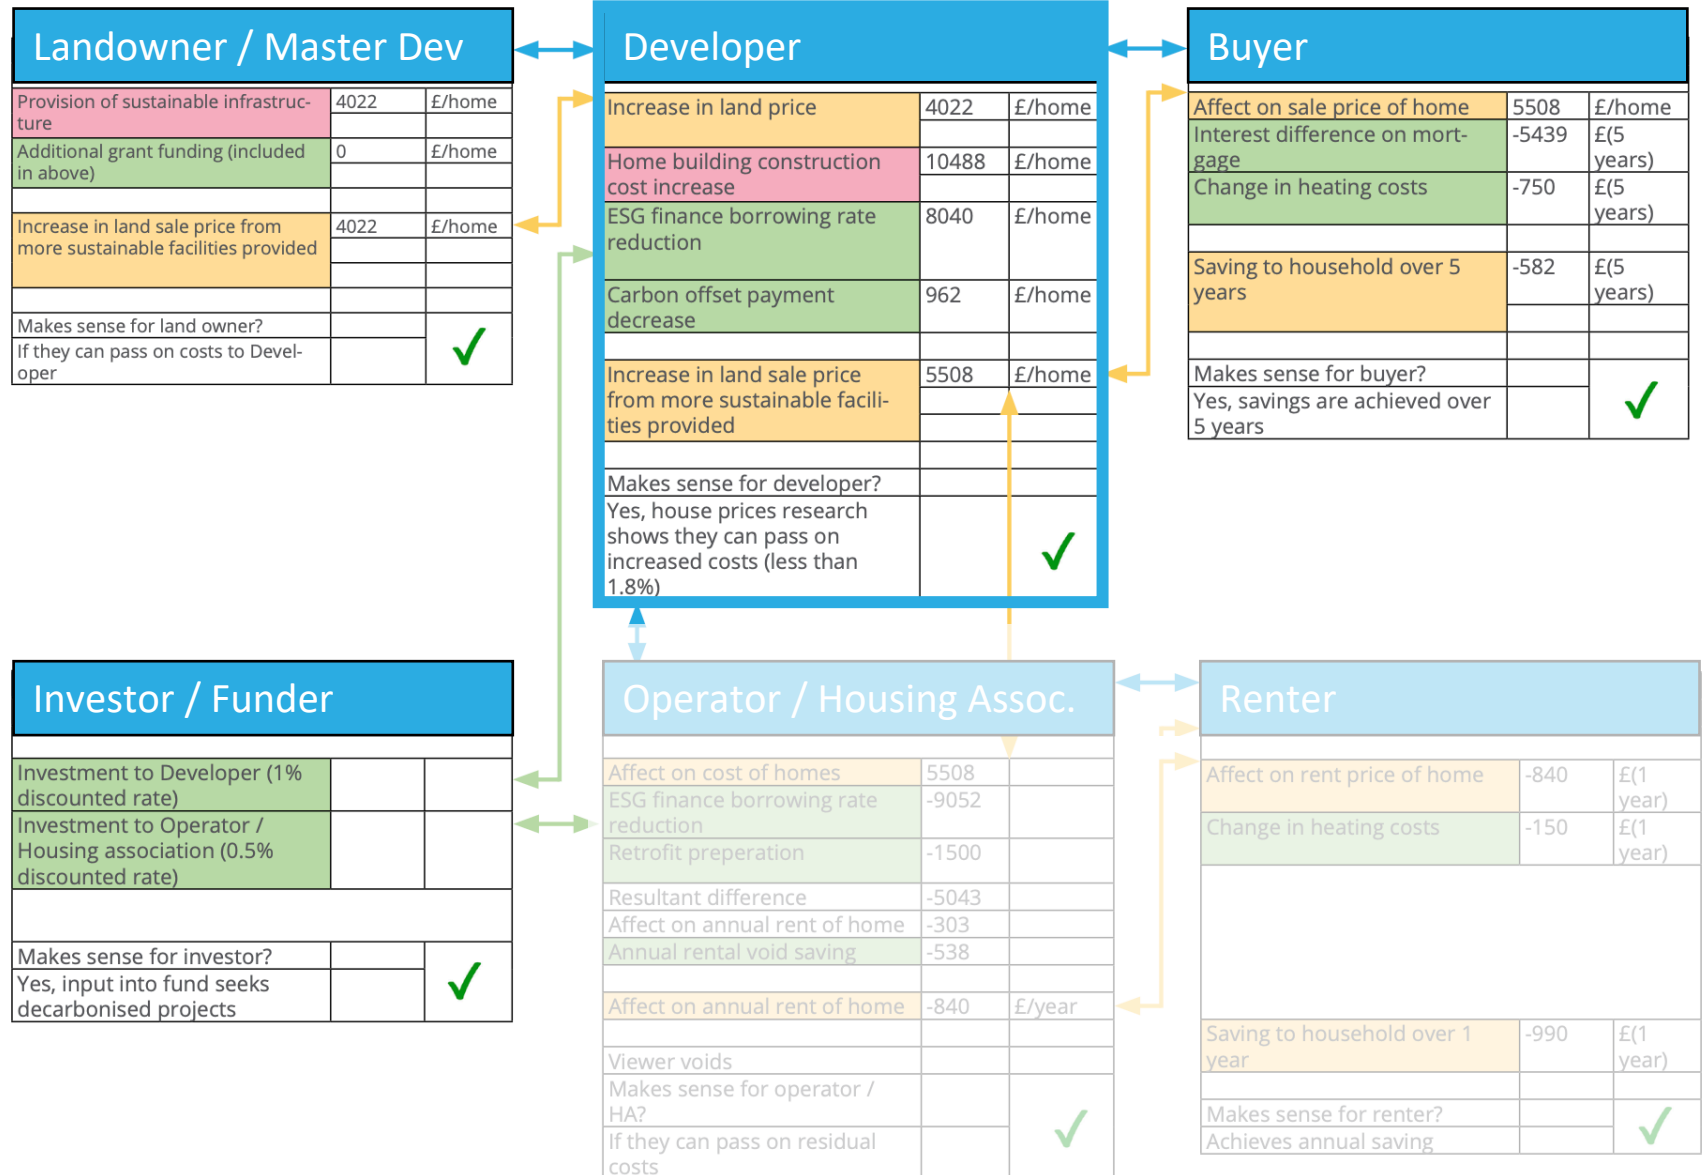 Landowner / Master Dev
Provision of sustainable infrastruc-
ture
4022
£/home
Additional grant funding (included
in above)
0
£/home
Increase in land sale price from
more sustainable facilities provided
4022
£/home
Makes sense for land owner?
If they can pass on costs to Devel-
oper
Developer
Increase in land price
4022
£/home
Home building construction
cost increase
10488
£/home
ESG finance borrowing rate
reduction
8040
£/home
Carbon offset payment
decrease
962
£/home
Increase in land sale price
from more sustainable facili-
ties provided
5508
£/home
Makes sense for developer?
Yes, house prices research
shows they can pass on
increased costs (less than
1.8%)
Buyer
Affect on sale price of home
5508
£/home
Interest difference on mort-
gage
-5439
£(5
years)
Change in heating costs
-750
£(5
years)
Saving to household over 5
years
-582
£(5
years)
Makes sense for buyer?
Yes, savings are achieved over
5 years
Investor / Funder
Investment to Developer (1%
discounted rate)
Investment to Operator /
Housing association (0.5%
discounted rate)
Makes sense for investor?
Yes, input into fund seeks
decarbonised projects
Operator / Housing Assoc.
Affect on cost of homes
5508
ESG finance borrowing rate
reduction
-9052
Retrofit preperation
-1500
Resultant difference
-5043
Affect on annual rent of home
-303
Annual rental void saving
-538
Affect on annual rent of home
-840
£/year
Viewer voids
Makes sense for operator /
HA?
If they can pass on residual
costs
Renter
Affect on rent price of home
-840
£(1
year)
Change in heating costs
-150
£(1
year)
Saving to household over 1
year
-990
£(1
year)
Makes sense for renter?
Achieves annual saving